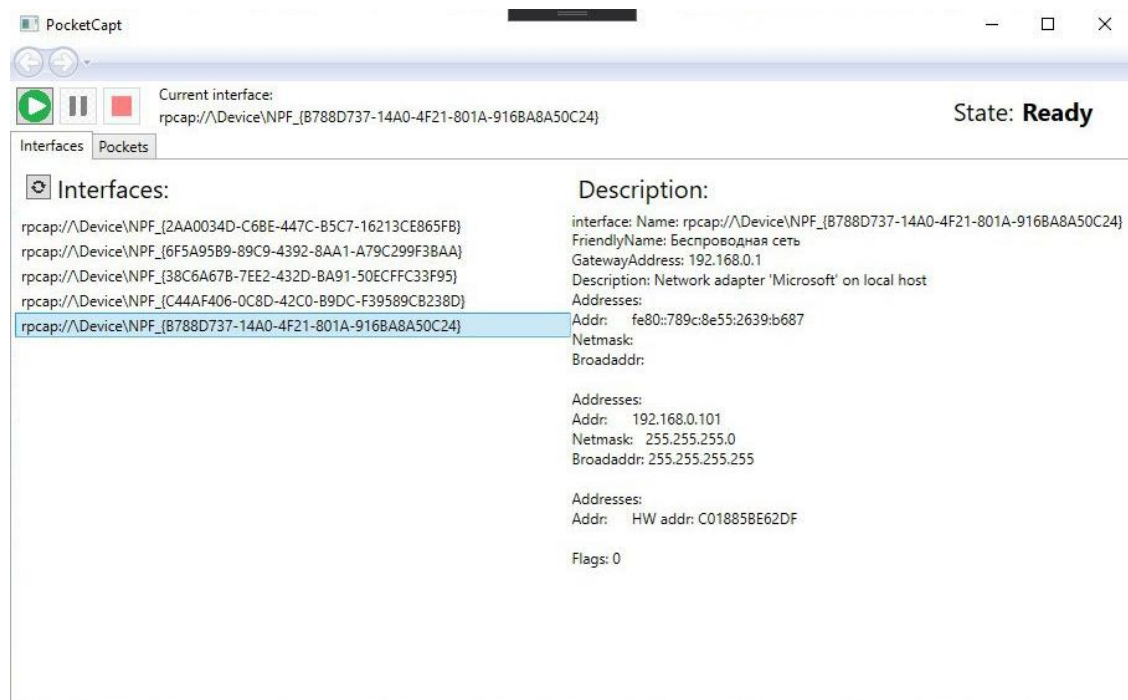 PocketCapt
Current interface:
rpcap://\Device\NPF_{B788D737-14A0-4F21-801A-916BA8A50C24}
State: Ready
Interfaces
Pockets
Interfaces:
rpcap://\Device\NPF_{2AA0034D-C6BE-447C-B5C7-16213CE865FB}
rpcap://\Device\NPF_{6F5A95B9-89C9-4392-8AA1-A79C299F3BAA}
rpcap://\Device\NPF_{38C6A67B-7EE2-432D-BA91-50ECFFC33F95}
rpcap://\Device\NPF_{C44AF406-0C8D-42C0-B9DC-F39589CB238D}
rpcap://\Device\NPF_{B788D737-14A0-4F21-801A-916BA8A50C24}
Description:
interface: Name: rpcap://\Device\NPF_{B788D737-14A0-4F21-801A-916BA8A50C24}
FriendlyName: Беспроводная сеть
GatewayAddress: 192.168.0.1
Description: Network adapter 'Microsoft' on local host
Addresses:
Addr: fe80::789c:8e55:2639:b687
Netmask:
Broadaddr:
Addresses:
Addr: 192.168.0.101
Netmask: 255.255.255.0
Broadaddr: 255.255.255.255
Addresses:
Addr: HW addr: C01885BE62DF
Flags: 0